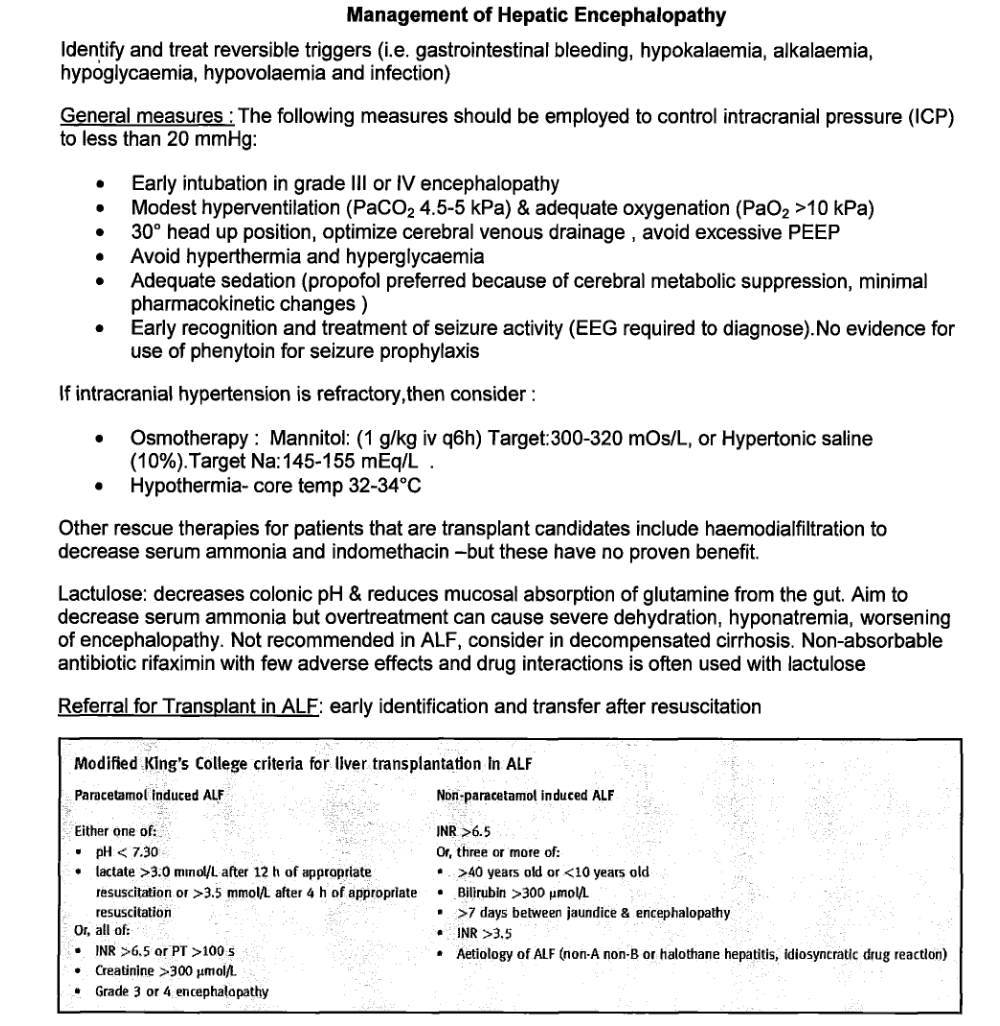 Management of Hepatic Encephalopathy
Identify and treat reversible triggers (i.e. gastrointestinal bleeding, hypokalaemia, alkalaemia,
hypoglycaemia, hypovolaemia and infection)
General measures : The following measures should be employed to control intracranial pressure (ICP)
to less than 20 mmHg:
• Early intubation in grade III or IV encephalopathy
• Modest hyperventilation (PaCO₂ 4.5-5 kPa) & adequate oxygenation (PaO₂ >10 kPa)
• 30° head up position, optimize cerebral venous drainage , avoid excessive PEEP
• Avoid hyperthermia and hyperglycaemia
• Adequate sedation (propofol preferred because of cerebral metabolic suppression, minimal
pharmacokinetic changes )
• Early recognition and treatment of seizure activity (EEG required to diagnose).No evidence for
use of phenytoin for seizure prophylaxis
If intracranial hypertension is refractory,then consider :
• Osmotherapy : Mannitol: (1 g/kg iv q6h) Target:300-320 mOs/L, or Hypertonic saline
(10%).Target Na:145-155 mEq/L .
• Hypothermia- core temp 32-34°C
Other rescue therapies for patients that are transplant candidates include haemodialfiltration to
decrease serum ammonia and indomethacin –but these have no proven benefit.
Lactulose: decreases colonic pH & reduces mucosal absorption of glutamine from the gut. Aim to
decrease serum ammonia but overtreatment can cause severe dehydration, hyponatremia, worsening
of encephalopathy. Not recommended in ALF, consider in decompensated cirrhosis. Non-absorbable
antibiotic rifaximin with few adverse effects and drug interactions is often used with lactulose
Referral for Transplant in ALF: early identification and transfer after resuscitation
Modified King's College criteria for liver transplantation in ALF
Paracetamol induced ALF
Either one of:
• pH < 7.30
• lactate >3.0 mmol/L after 12 h of appropriate
resuscitation or >3.5 mmol/L after 4 h of appropriate
resuscitation
Or, all of:
• INR >6.5 or PT >100 s
• Creatinine >300 µmol/L
• Grade 3 or 4 encephalopathy
Non-paracetamol induced ALF
INR >6.5
Or, three or more of:
• >40 years old or <10 years old
• Bilirubin >300 µmol/L
• >7 days between jaundice & encephalopathy
• INR >3.5
• Aetiology of ALF (non-A non-B or halothane hepatitis, idiosyncratic drug reaction)